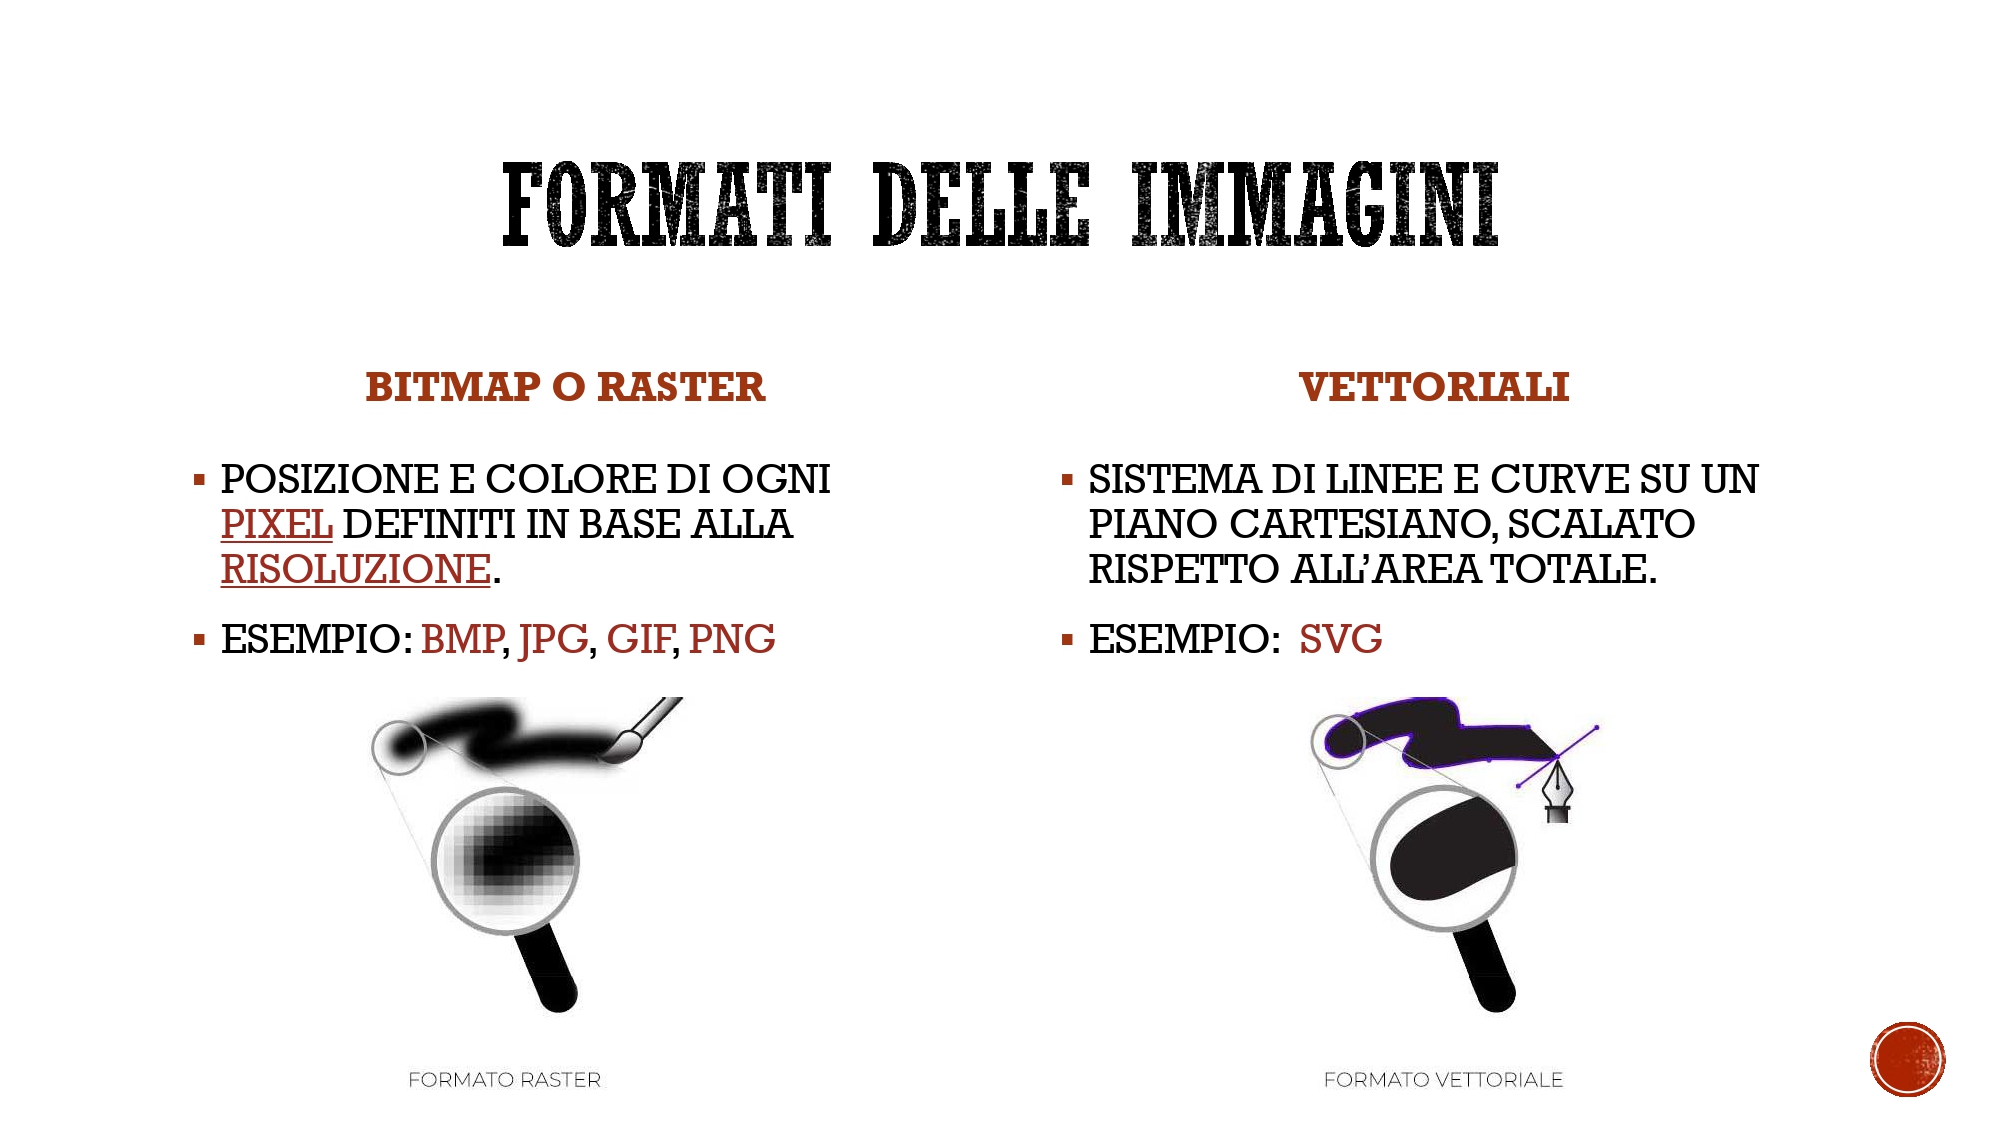 FORMATI DELLE IMMAGINI
BITMAP O RASTER
▪ POSIZIONE E COLORE DI OGNI
PIXEL DEFINITI IN BASE ALLA
RISOLUZIONE.
▪ ESEMPIO: BMP, JPG, GIF, PNG
FORMATO RASTER
VETTORIALI
▪ SISTEMA DI LINEE E CURVE SU UN
PIANO CARTESIANO, SCALATO
RISPETTO ALL’AREA TOTALE.
▪ ESEMPIO: SVG
FORMATO VETTORIALE